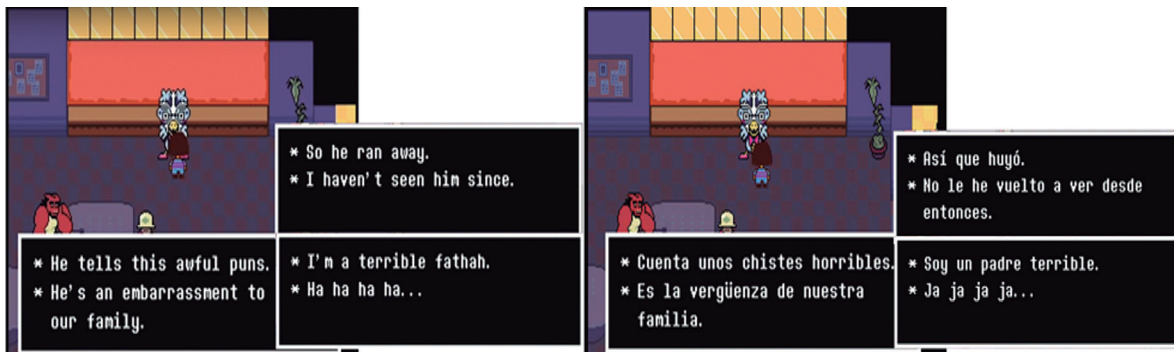 * He tells this awful puns.
* He's an embarrassment to
our family.
* So he ran away.
* I haven't seen him since.
* I'm a terrible fathah.
* Ha ha ha ha...
* Cuenta unos chistes horribles.
* Es la vergüenza de nuestra
familia.
* Así que huyó.
* No le he vuelto a ver desde
entonces.
* Soy un padre terrible.
* Ja ja ja ja...